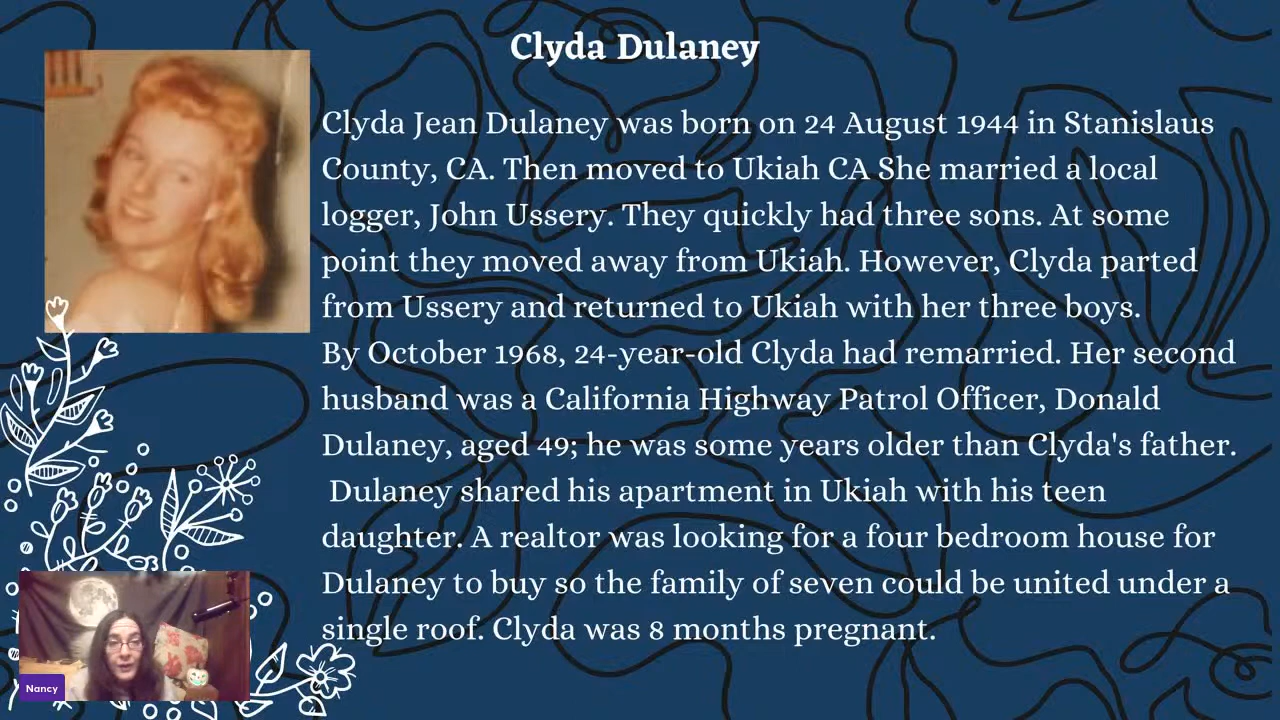 Clyda Dulaney
Clyda Jean Dulaney was born on 24 August 1944 in Stanislaus
County, CA. Then moved to Ukiah CA She married a local
logger, John Ussery. They quickly had three sons. At some
point they moved away from Ukiah. However, Clyda parted
from Ussery and returned to Ukiah with her three boys.
By October 1968, 24-year-old Clyda had remarried. Her second
husband was a California Highway Patrol Officer, Donald
Dulaney, aged 49; he was some years older than Clyda's father.
Dulaney shared his apartment in Ukiah with his teen
daughter. A realtor was looking for a four bedroom house for
Dulaney to buy so the family of seven could be united under a
single roof. Clyda was 8 months pregnant.
Nancy